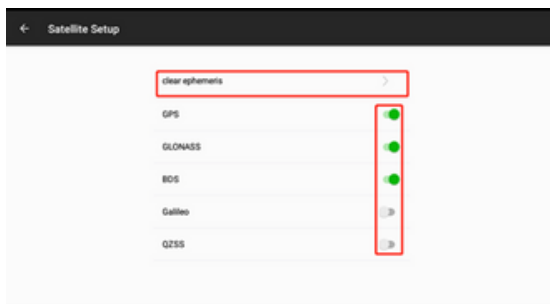 Satellite Setup
clear ephemeris
GPS
GLONASS
BDS
Galileo
QZSS